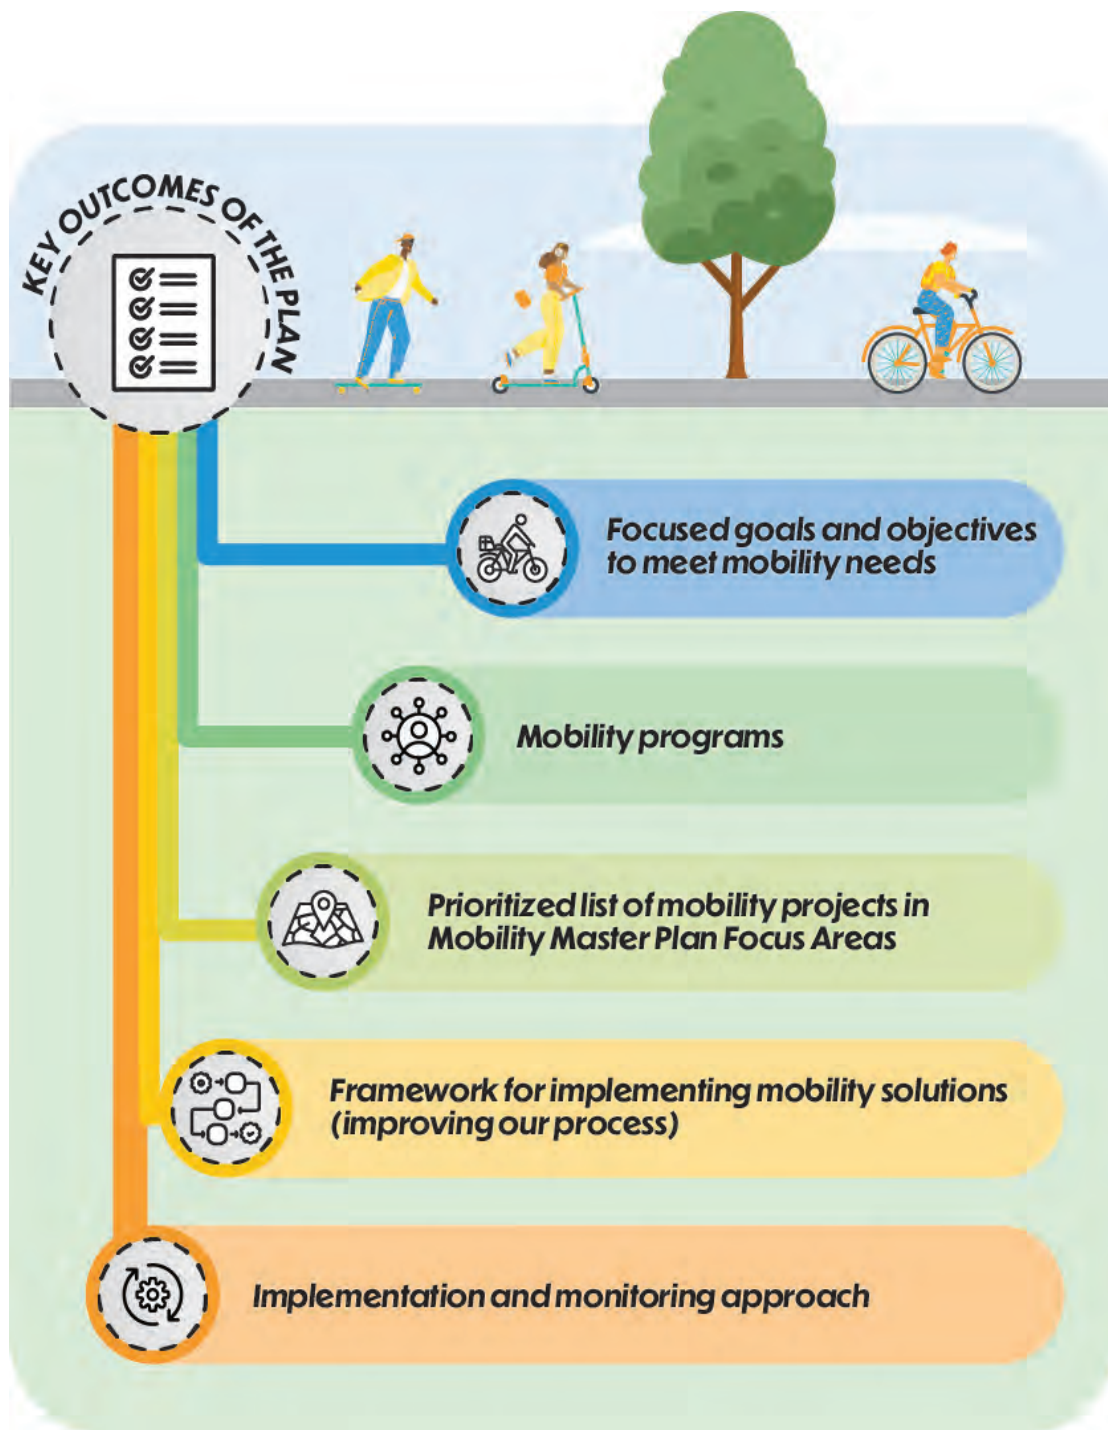 KEY OUTCOMES OF THE PLAN
Focused goals and objectives
to meet mobility needs
Mobility programs
Prioritized list of mobility projects in
Mobility Master Plan Focus Areas
Framework for implementing mobility solutions
(improving our process)
Implementation and monitoring approach